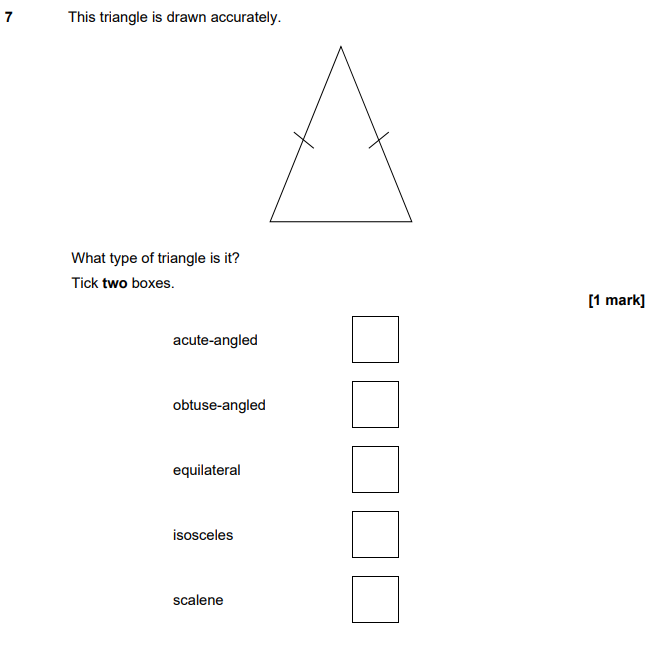 7 This triangle is drawn accurately.
What type of triangle is it?
Tick two boxes.
[1 mark]
acute-angled
obtuse-angled
equilateral
isosceles
scalene